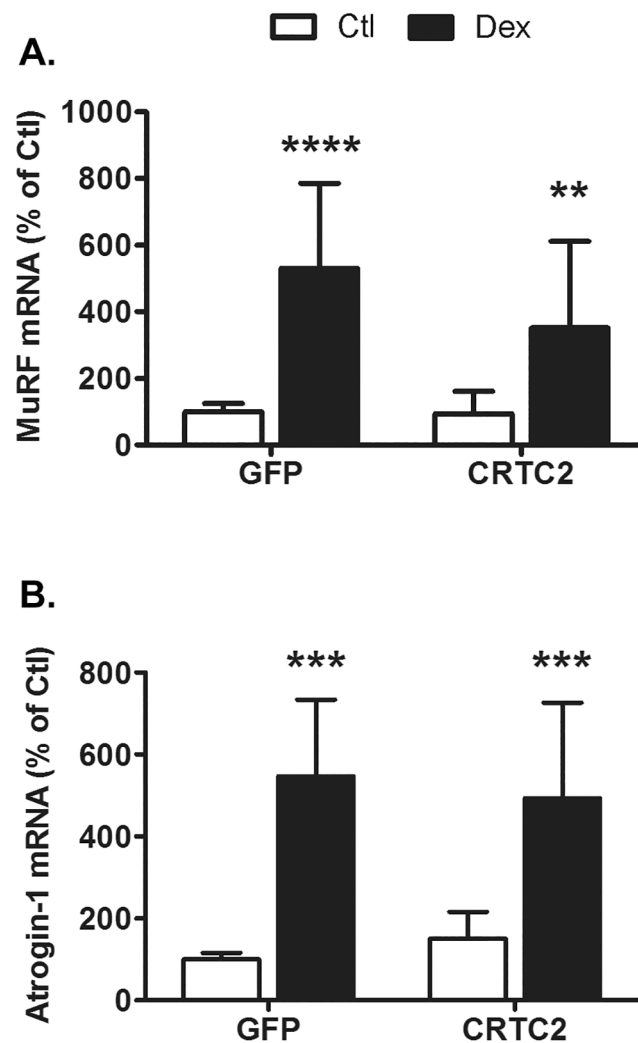 Ctl Dex
A.
MuRF mRNA (% of Ctl)
1000
800
600
400
200
0
****
**
GFP CRTC2
B.
Atrogin-1 mRNA (% of Ctl)
800
600
400
200
0
***
***
GFP CRTC2